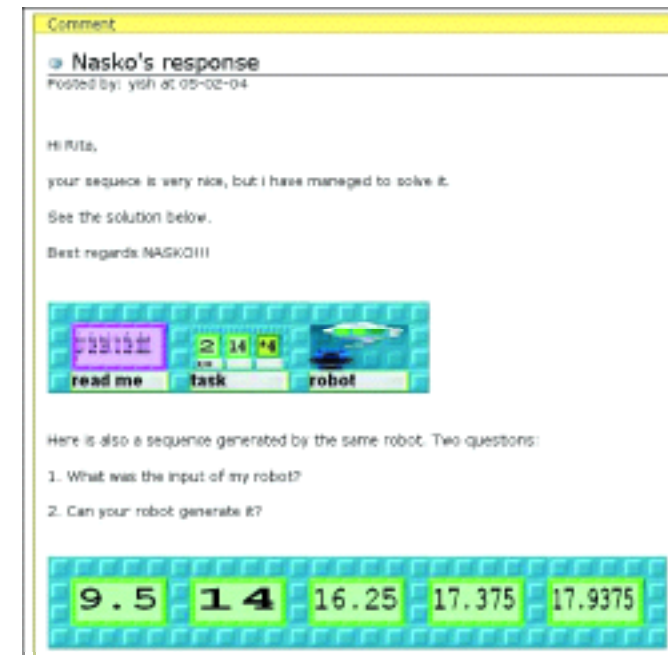 Comment
Nasko's response
Posted by: yish at 05-02-04
Hi Rita,
your sequece is very nice, but i have maneged to solve it.
See the solution below.
Best regards NASKO!!!
2 14
read me task robot
Here is also a sequence generated by the same robot. Two questions:
1. What was the input of my robot?
2. Can your robot generate it?
9.5 14 16.25 17.375 17.9375